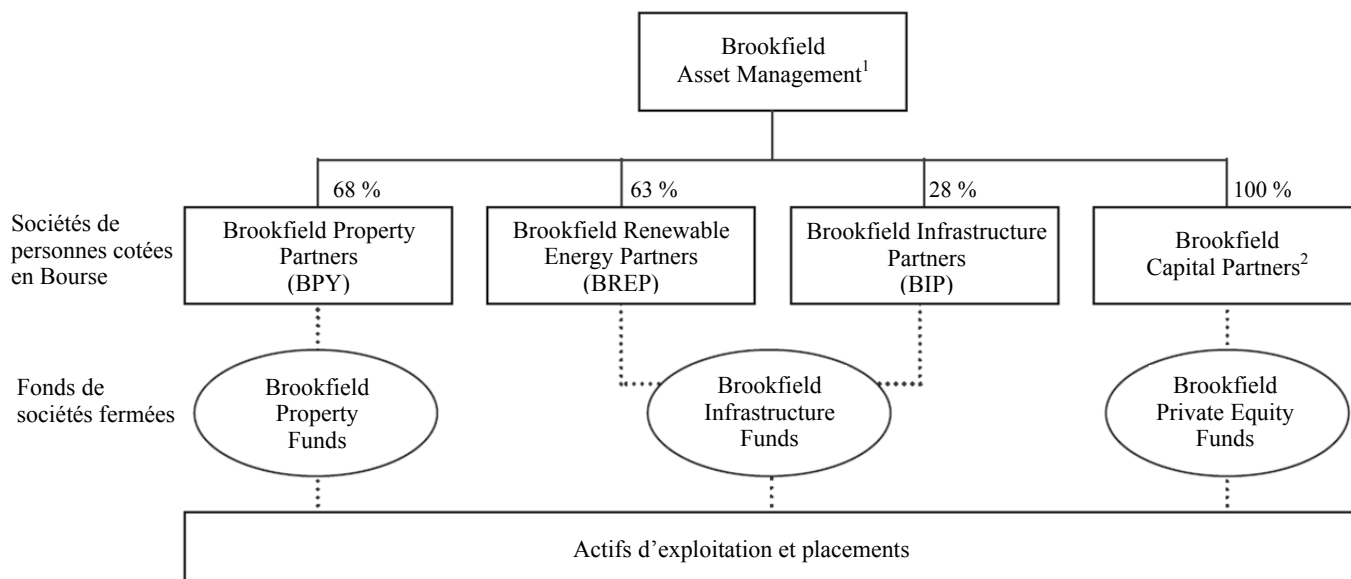 Brookfield
Asset Management1
68 %
63 %
28 %
100 %
Sociétés de
personnes cotées
en Bourse
Brookfield Property
Partners
(BPY)
Brookfield Renewable
Energy Partners
(BREP)
Brookfield Infrastructure
Partners
(BIP)
Brookfield
Capital Partners2
Fonds de
sociétés fermées
Brookfield
Property
Funds
Brookfield
Infrastructure
Funds
Brookfield
Private Equity
Funds
Actifs d’exploitation et placements